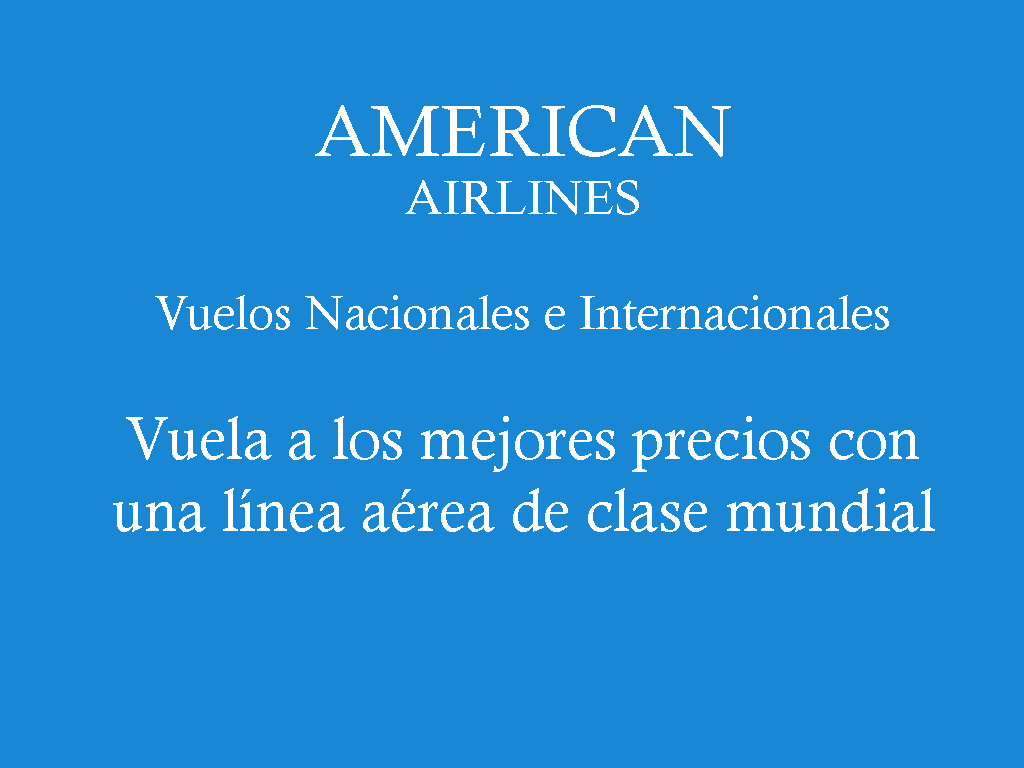 AMERICAN
AIRLINES
Vuelos Nacionales e Internacionales
Vuela a los mejores precios con
una línea aérea de clase mundial